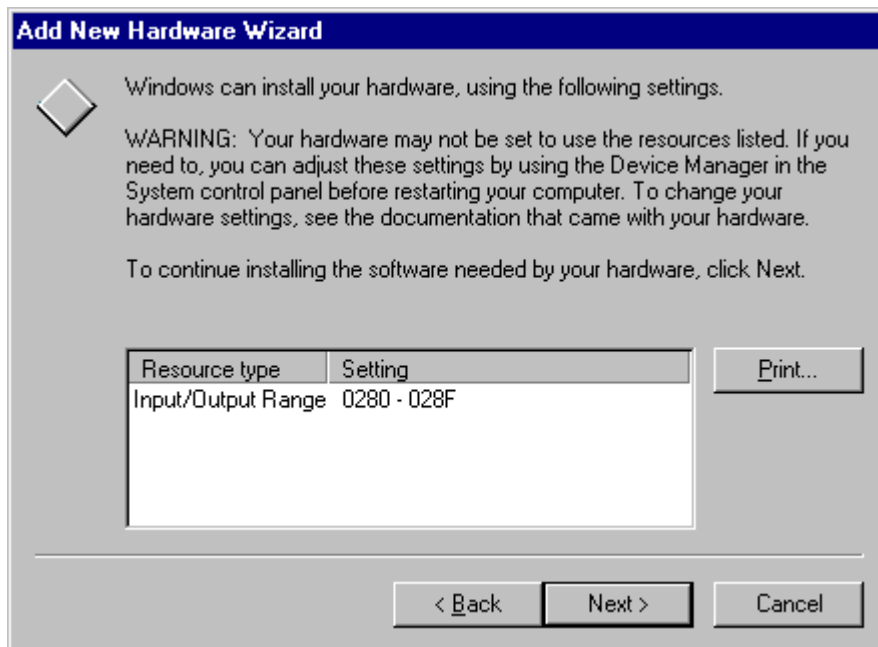 Add New Hardware Wizard
Windows can install your hardware, using the following settings.
WARNING:  Your hardware may not be set to use the resources listed. If you
need to, you can adjust these settings by using the Device Manager in the
System control panel before restarting your computer. To change your
hardware settings, see the documentation that came with your hardware.
To continue installing the software needed by your hardware, click Next.
Resource type Setting
Input/Output Range 0280 - 028F
Print...
< Back Next > Cancel